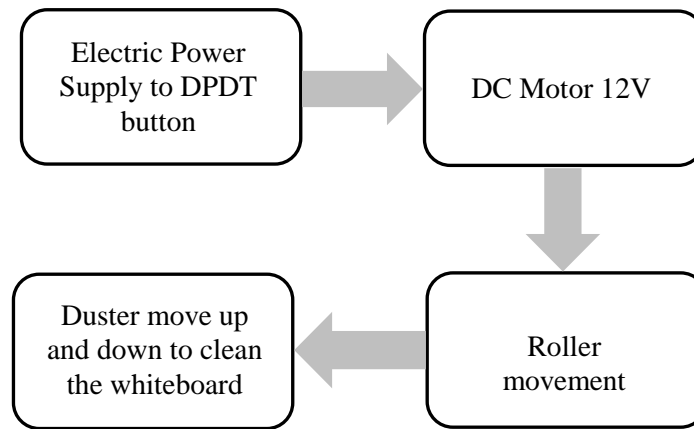 Electric Power
Supply to DPDT
button
DC Motor 12V
Roller
movement
Duster move up
and down to clean
the whiteboard